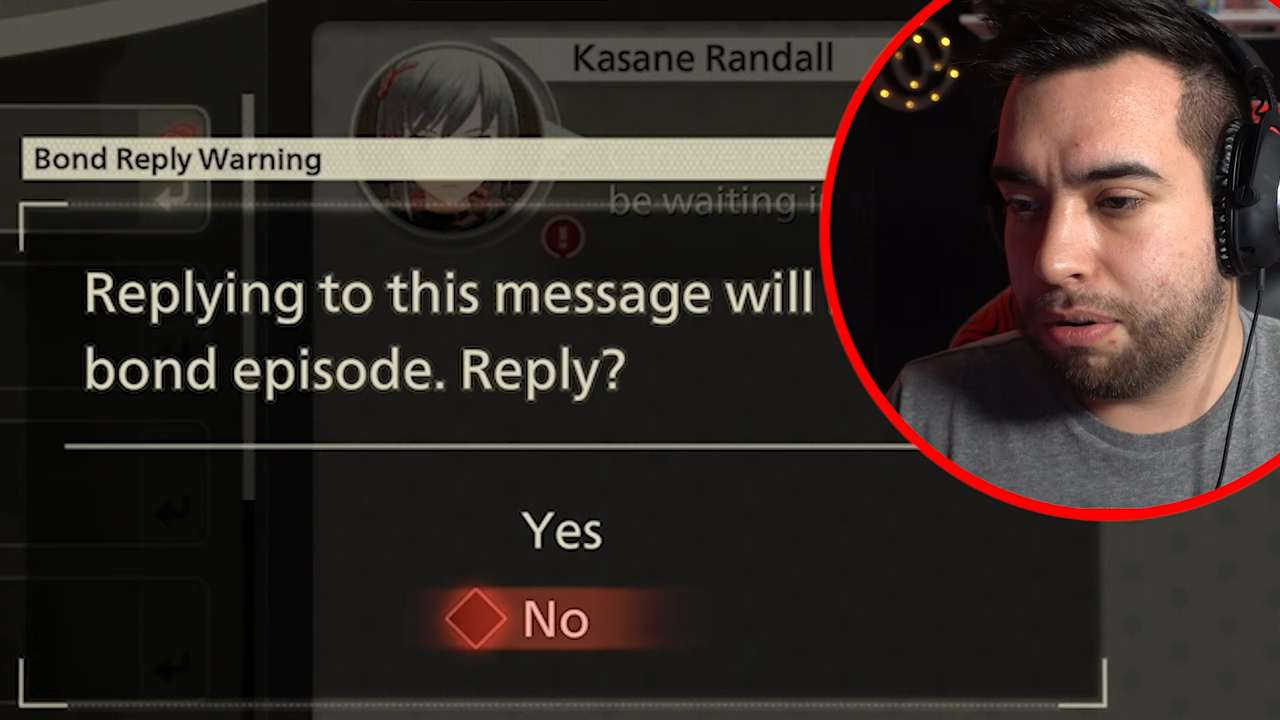 Kasane Randall
Bond Reply Warning
be waiting
Replying to this message will
bond episode. Reply?
Yes
No